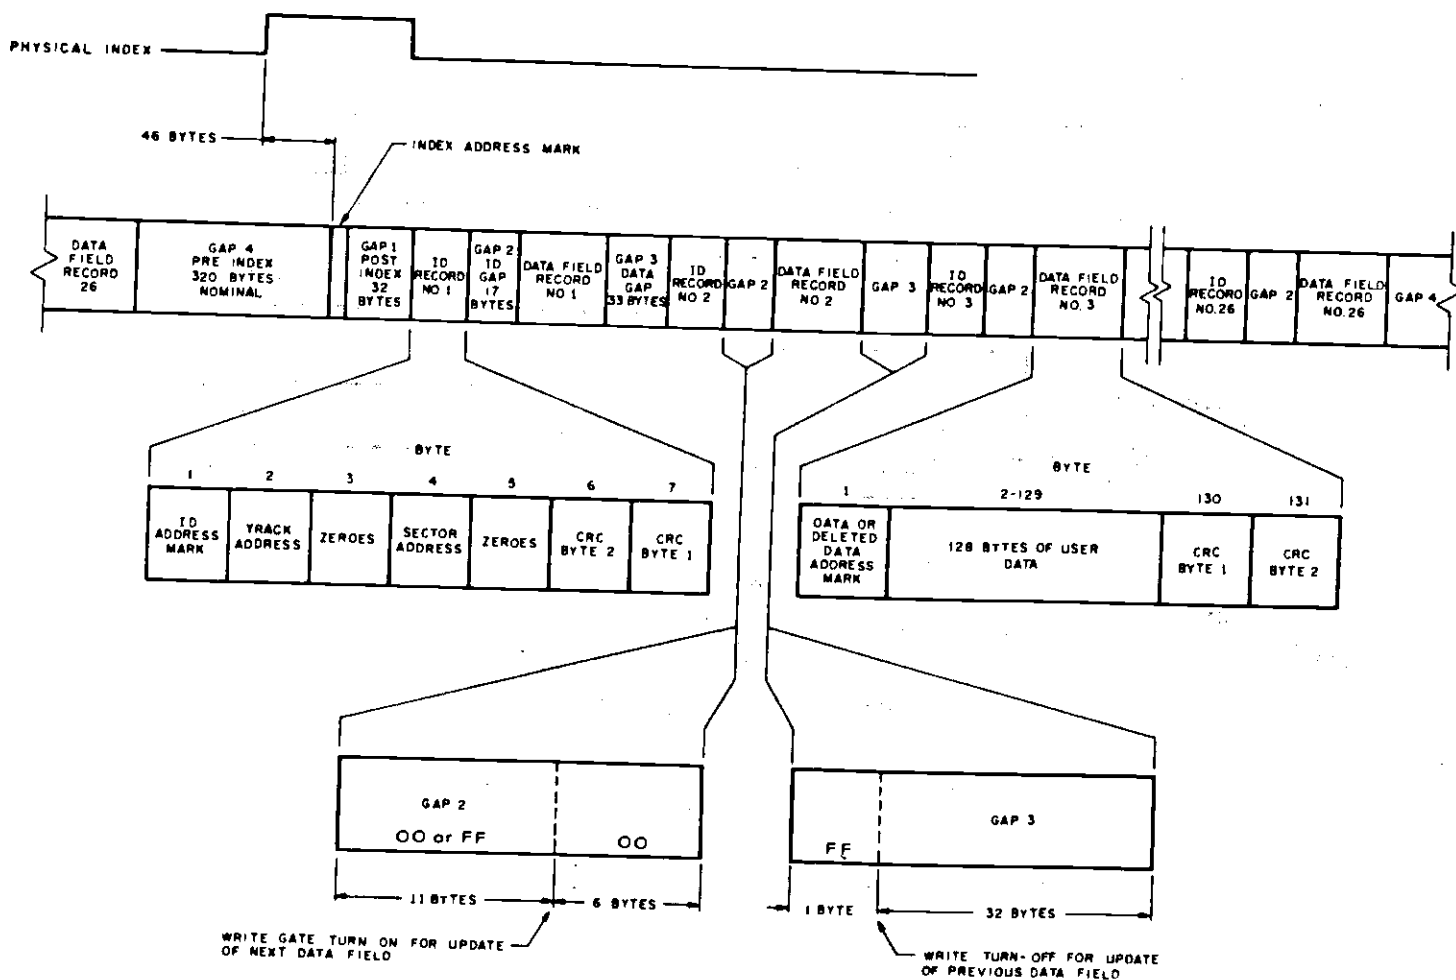 PHYSICAL INDEX
46 BYTES
INDEX ADDRESS MARK
DATA
FIELD
RECORD
26
GAP 4
PRE INDEX
320 BYTES
NOMINAL
GAP 1
POST
INDEX
32
BYTES
ID
RECORD
NO. 1
GAP 2
ID
GAP
17
BYTES
DATA FIELD
RECORD
NO. 1
GAP 3
DATA
GAP
33 BYTES
ID
RECORD
NO. 2
GAP 2
DATA FIELD
RECORD
NO. 2
GAP 3
ID
RECORD
NO. 3
GAP 2
DATA FIELD
RECORD
NO. 3
ID
RECORD
NO. 26
GAP 2
DATA FIELD
RECORD
NO. 26
GAP 4
BYTE
1 2 3 4 5 6 7
ID
ADDRESS
MARK
YRACK
ADDRESS
ZEROES
SECTOR
ADDRESS
ZEROES
CRC
BYTE 2
CRC
BYTE 1
BYTE
1 2-129 130 131
DATA OR
DELETED
DATA
ADDRESS
MARK
128 BYTES OF USER
DATA
CRC
BYTE 1
CRC
BYTE 2
GAP 2
00 or FF
00
11 BYTES
6 BYTES
WRITE GATE TURN ON FOR UPDATE
OF NEXT DATA FIELD
FF
GAP 3
1 BYTE
32 BYTES
WRITE TURN-OFF FOR UPDATE
OF PREVIOUS DATA FIELD